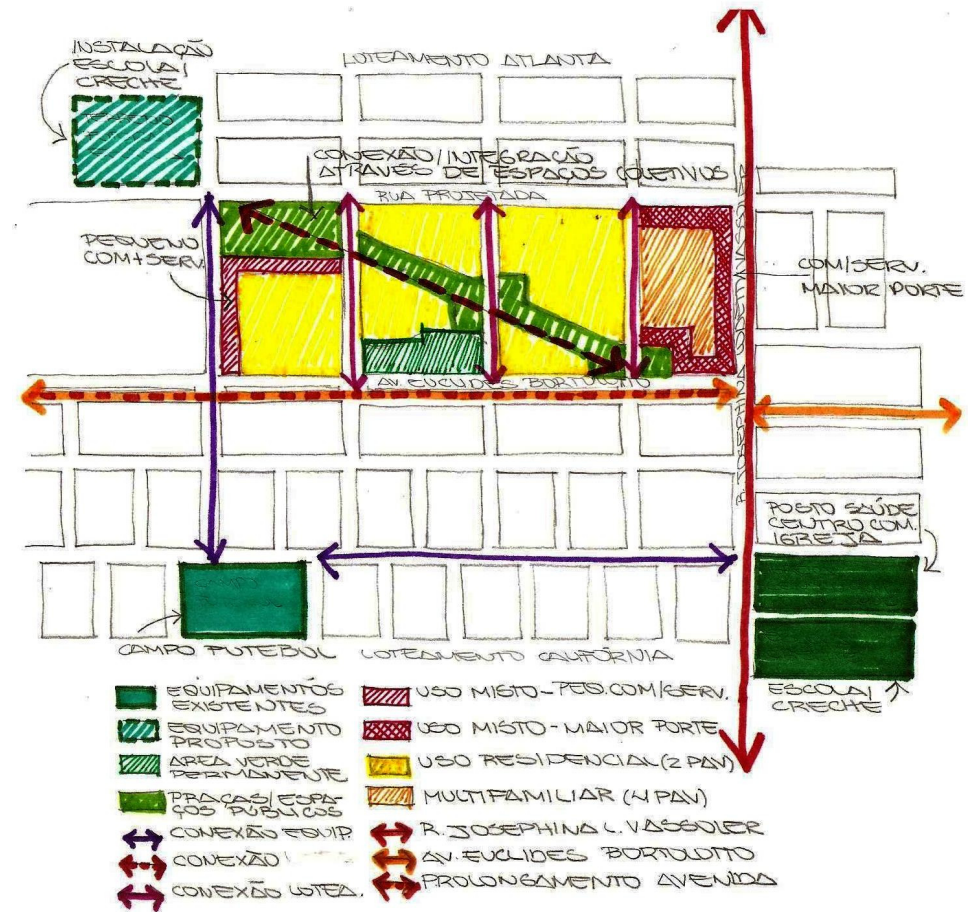 INSTALAÇÃO
ESCOLA/
CRECHE
LOTEAMENTO ATLANTA
CONEXÃO/INTEGRAÇÃO
ATRAVÉS DE ESPAÇOS COLETIVOS
RUA PROJETADA
PEQUENO
COM+SERV.
COM/SERV.
MAIOR PORTE
AV. EUCLIDES BORTOLOTTO
POSTO SAÚDE
CENTRO COM.
IGREJA
CAMPO FUTEBOL
LOTEAMENTO CALIFÓRNIA
ESCOLA/
CRECHE
EQUIPAMENTOS
EXISTENTES
EQUIPAMENTO
PROPOSTO
AREA VERDE
PERMANENTE
PRAÇAS/ESPA-
ÇOS PÚBLICOS
CONEXÃO EQUIP.
CONEXÃO
CONEXÃO LOTEA.
USO MISTO-PEQ.COM/SERV.
USO MISTO-MAIOR PORTE
USO RESIDENCIAL (2 PAV)
MULTIFAMILIAR (4 PAV)
R. JOSEPHINA L. VASSOLER
AV. EUCLIDES BORTOLOTTO
PROLONGAMENTO AVENIDA